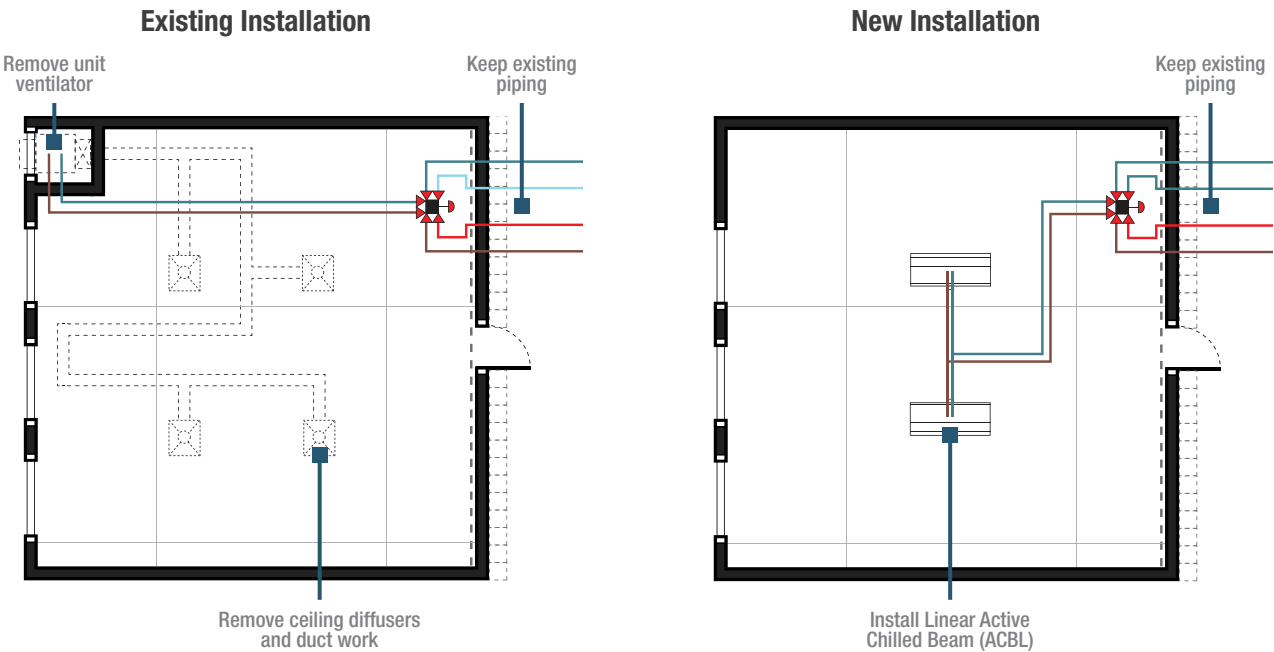 Existing Installation
Remove unit
ventilator
Keep existing
piping
Remove ceiling diffusers
and duct work
New Installation
Keep existing
piping
Install Linear Active
Chilled Beam (ACBL)